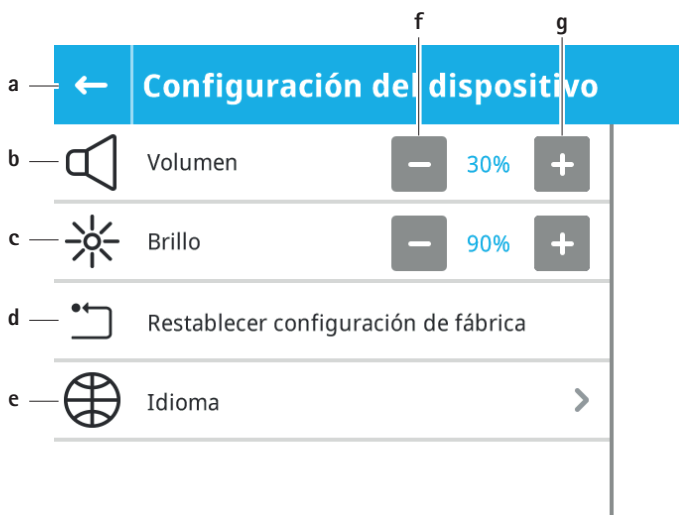 f g
a ← Configuración del dispositivo
b Volumen − 30% +
c Brillo − 90% +
d Restablecer configuración de fábrica
e Idioma >